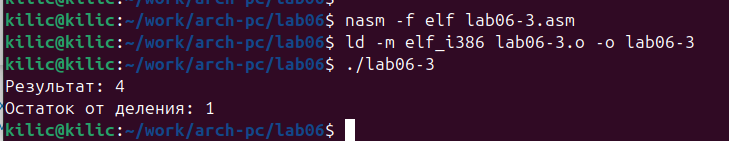 kilic@kilic:~/work/arch-pc/lab06$ nasm -f elf lab06-3.asm
kilic@kilic:~/work/arch-pc/lab06$ ld -m elf_i386 lab06-3.o -o lab06-3
kilic@kilic:~/work/arch-pc/lab06$ ./lab06-3
Результат: 4
Остаток от деления: 1
kilic@kilic:~/work/arch-pc/lab06$